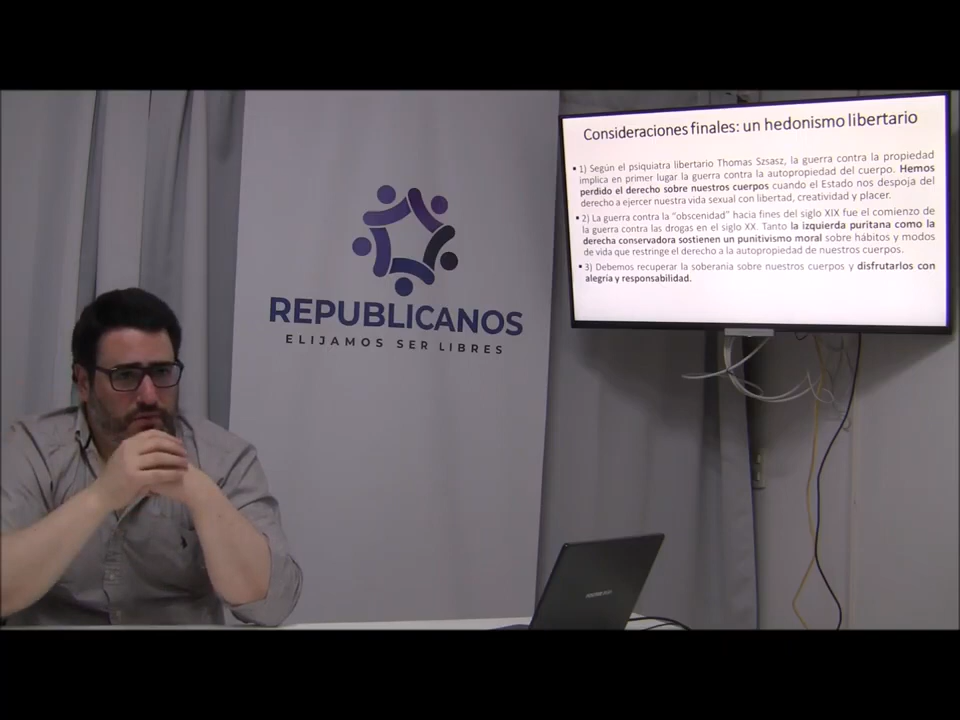 REPUBLICANOS
ELIJAMOS SER LIBRES
Consideraciones finales: un hedonismo libertario
• 1) Según el psiquiatra libertario Thomas Szsasz, la guerra contra la propiedad
implica en primer lugar la guerra contra la autopropiedad del cuerpo. Hemos
perdido el derecho sobre nuestros cuerpos cuando el Estado nos despoja del
derecho a ejercer nuestra vida sexual con libertad, creatividad y placer.
• 2) La guerra contra la "obscenidad" hacia fines del siglo XIX fue el comienzo de
la guerra contra las drogas en el siglo XX. Tanto la izquierda puritana como la
derecha conservadora sostienen un punitivismo moral sobre hábitos y modos
de vida que restringe el derecho a la autopropiedad de nuestros cuerpos.
• 3) Debemos recuperar la soberanía sobre nuestros cuerpos y disfrutarlos con
alegría y responsabilidad.